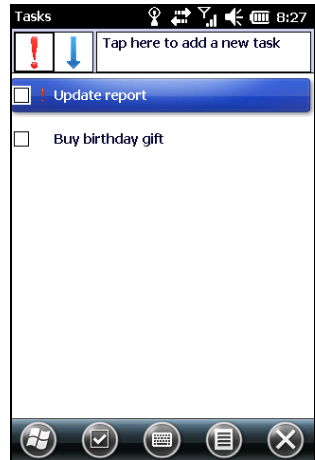 Tasks 8:27
Tap here to add a new task
! Update report
Buy birthday gift